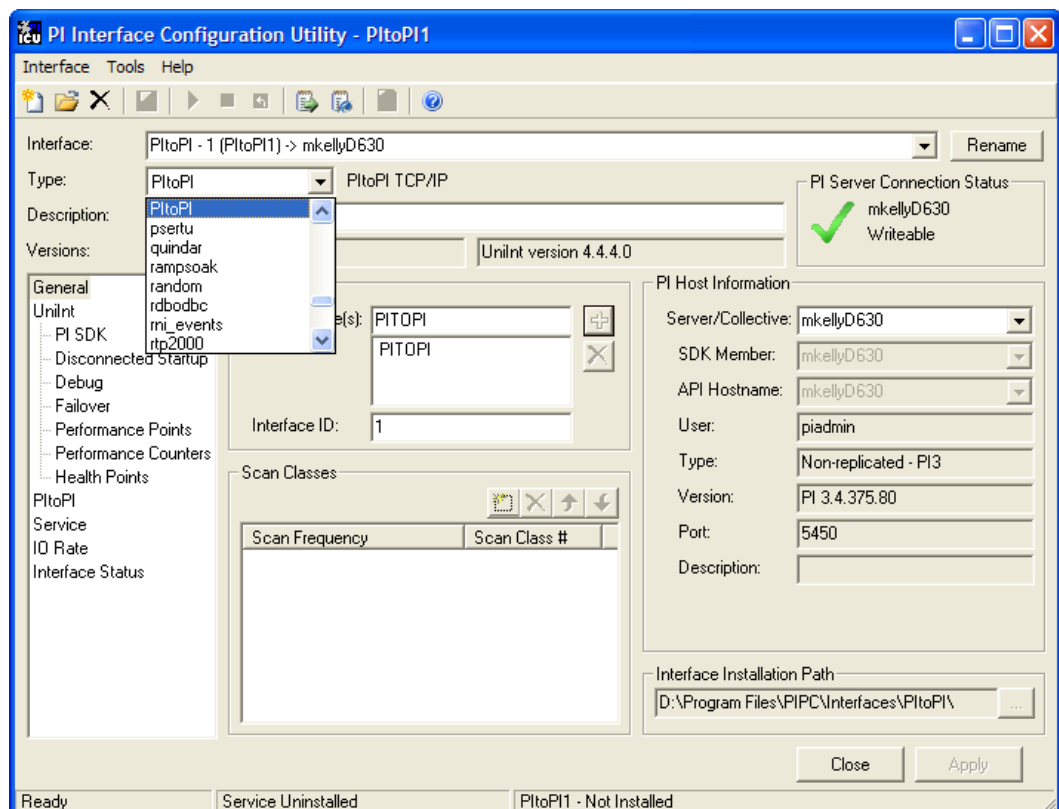 PI Interface Configuration Utility - PItoPI1
Interface Tools Help
Interface: PItoPI - 1 (PItoPI1) -> mkellyD630 Rename
Type: PItoPI PItoPI TCP/IP
PItoPI
psertu
quindar
rampsoak
random
rdbodbc
rni_events
rtp2000
Description:
Versions: UniInt version 4.4.4.0
PI Server Connection Status
mkellyD630
Writeable
General
UniInt
PI SDK
Disconnected Startup
Debug
Failover
Performance Points
Performance Counters
Health Points
PItoPI
Service
IO Rate
Interface Status
e(s): PITOPI
PITOPI
Interface ID: 1
Scan Classes
Scan Frequency Scan Class #
PI Host Information
Server/Collective: mkellyD630
SDK Member: mkellyD630
API Hostname: mkellyD630
User: piadmin
Type: Non-replicated - PI3
Version: PI 3.4.375.80
Port: 5450
Description:
Interface Installation Path
D:\Program Files\PIPC\Interfaces\PItoPI\ ...
Close Apply
Ready Service Uninstalled PItoPI1 - Not Installed